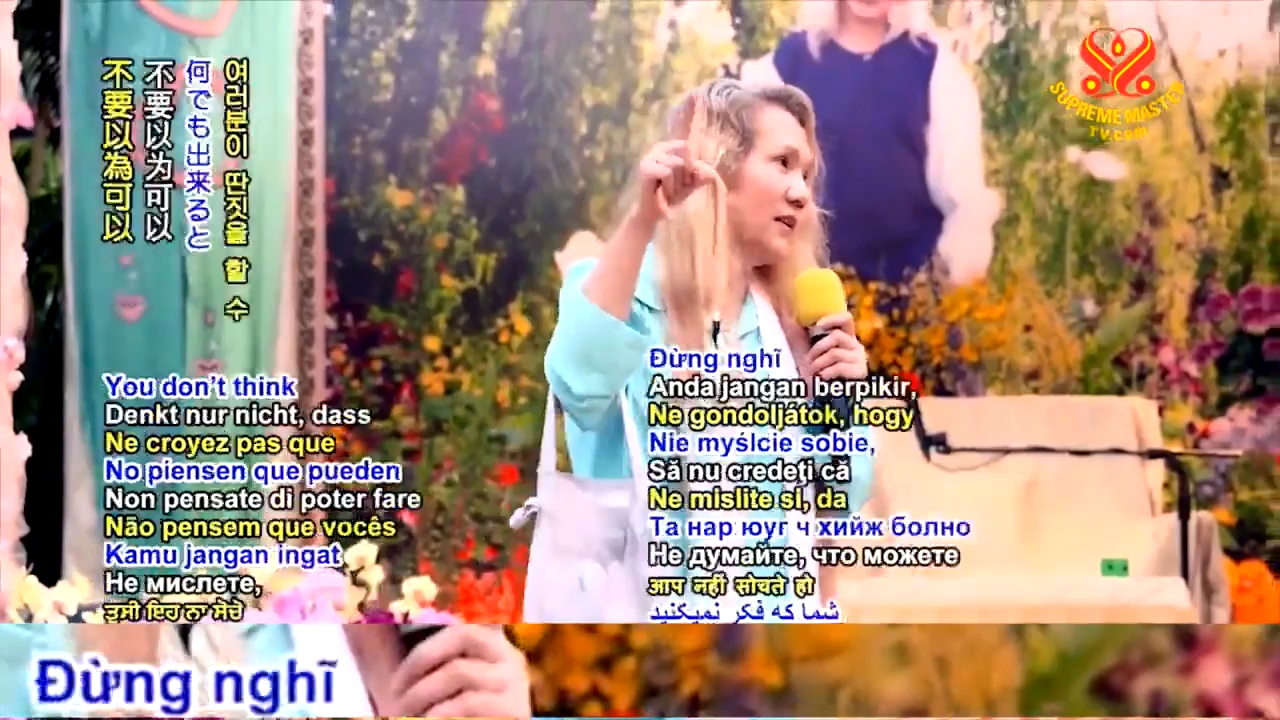 不要以為可以
不要以为可以
何でも出来ると
여러분이 딴짓을 할 수
SUPREME MASTER
TV.com
You don't think
Denkt nur nicht, dass
Ne croyez pas que
No piensen que pueden
Non pensate di poter fare
Não pensem que vocês
Kamu jangan ingat
Не мислете,
ਤੁਸੀ ਇਹ ਨਾ ਸੋਚੋ
Đừng nghĩ
Anda jangan berpikir,
Ne gondoljátok, hogy
Nie myślcie sobie,
Să nu credeţi că
Ne mislite si, da
Та нар юуг ч хийж болно
Не думайте, что можете
आप नहीं सोचते हो
شما که فکر نمیکنید
Đừng nghĩ